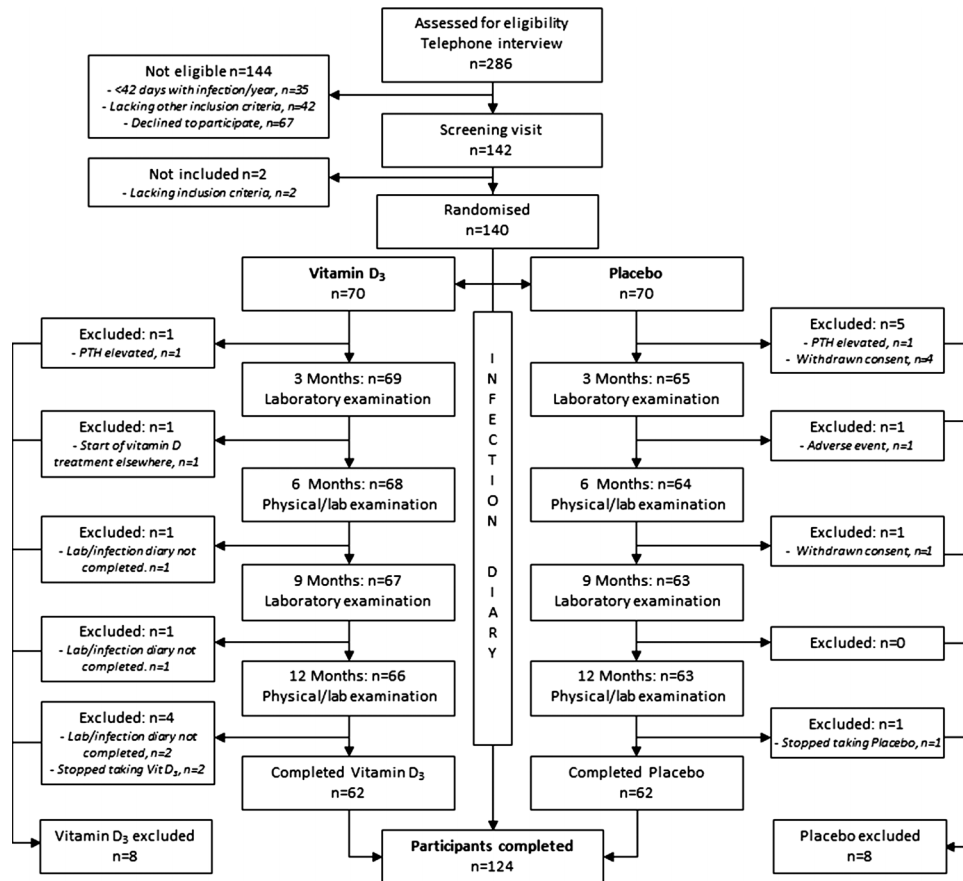 Assessed for eligibility
Telephone interview
n=286
Not eligible n=144
- <42 days with infection/year, n=35
- Lacking other inclusion criteria, n=42
- Declined to participate, n=67
Screening visit
n=142
Not included n=2
- Lacking inclusion criteria, n=2
Randomised
n=140
Vitamin D₃
n=70
Placebo
n=70
INFECTION DIARY
Excluded: n=1
- PTH elevated, n=1
Excluded: n=5
- PTH elevated, n=1
- Withdrawn consent, n=4
3 Months: n=69
Laboratory examination
3 Months: n=65
Laboratory examination
Excluded: n=1
- Start of vitamin D
treatment elsewhere, n=1
Excluded: n=1
- Adverse event, n=1
6 Months: n=68
Physical/lab examination
6 Months: n=64
Physical/lab examination
Excluded: n=1
- Lab/infection diary not
completed. n=1
Excluded: n=1
- Withdrawn consent, n=1
9 Months: n=67
Laboratory examination
9 Months: n=63
Laboratory examination
Excluded: n=1
- Lab/infection diary not
completed. n=1
Excluded: n=0
12 Months: n=66
Physical/lab examination
12 Months: n=63
Physical/lab examination
Excluded: n=4
- Lab/infection diary not
completed, n=2
- Stopped taking Vit D₃, n=2
Excluded: n=1
- Stopped taking Placebo, n=1
Completed Vitamin D₃
n=62
Completed Placebo
n=62
Vitamin D₃ excluded
n=8
Participants completed
n=124
Placebo excluded
n=8